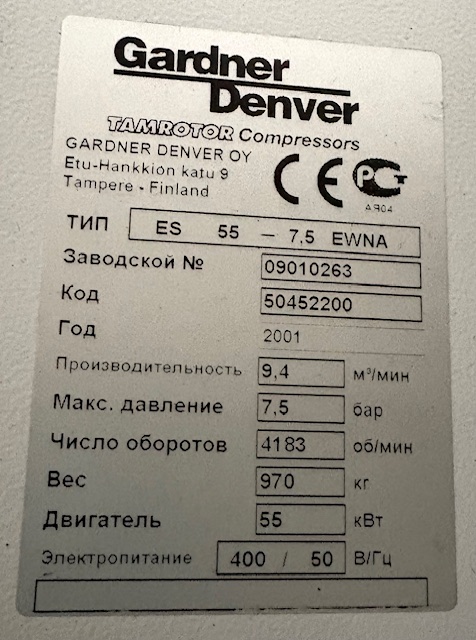 Gardner
Denver
TAMROTOR Compressors
GARDNER DENVER OY
Etu-Hankkion katu 9
Tampere - Finland
CE PCT
АЯ04
ТИП ES 55 – 7,5 EWNA
Заводской № 09010263
Код 50452200
Год 2001
Производительность 9,4 м³/мин
Макс. давление 7,5 бар
Число оборотов 4183 об/мин
Вес 970 кг
Двигатель 55 кВт
Электропитание 400 / 50 В/Гц